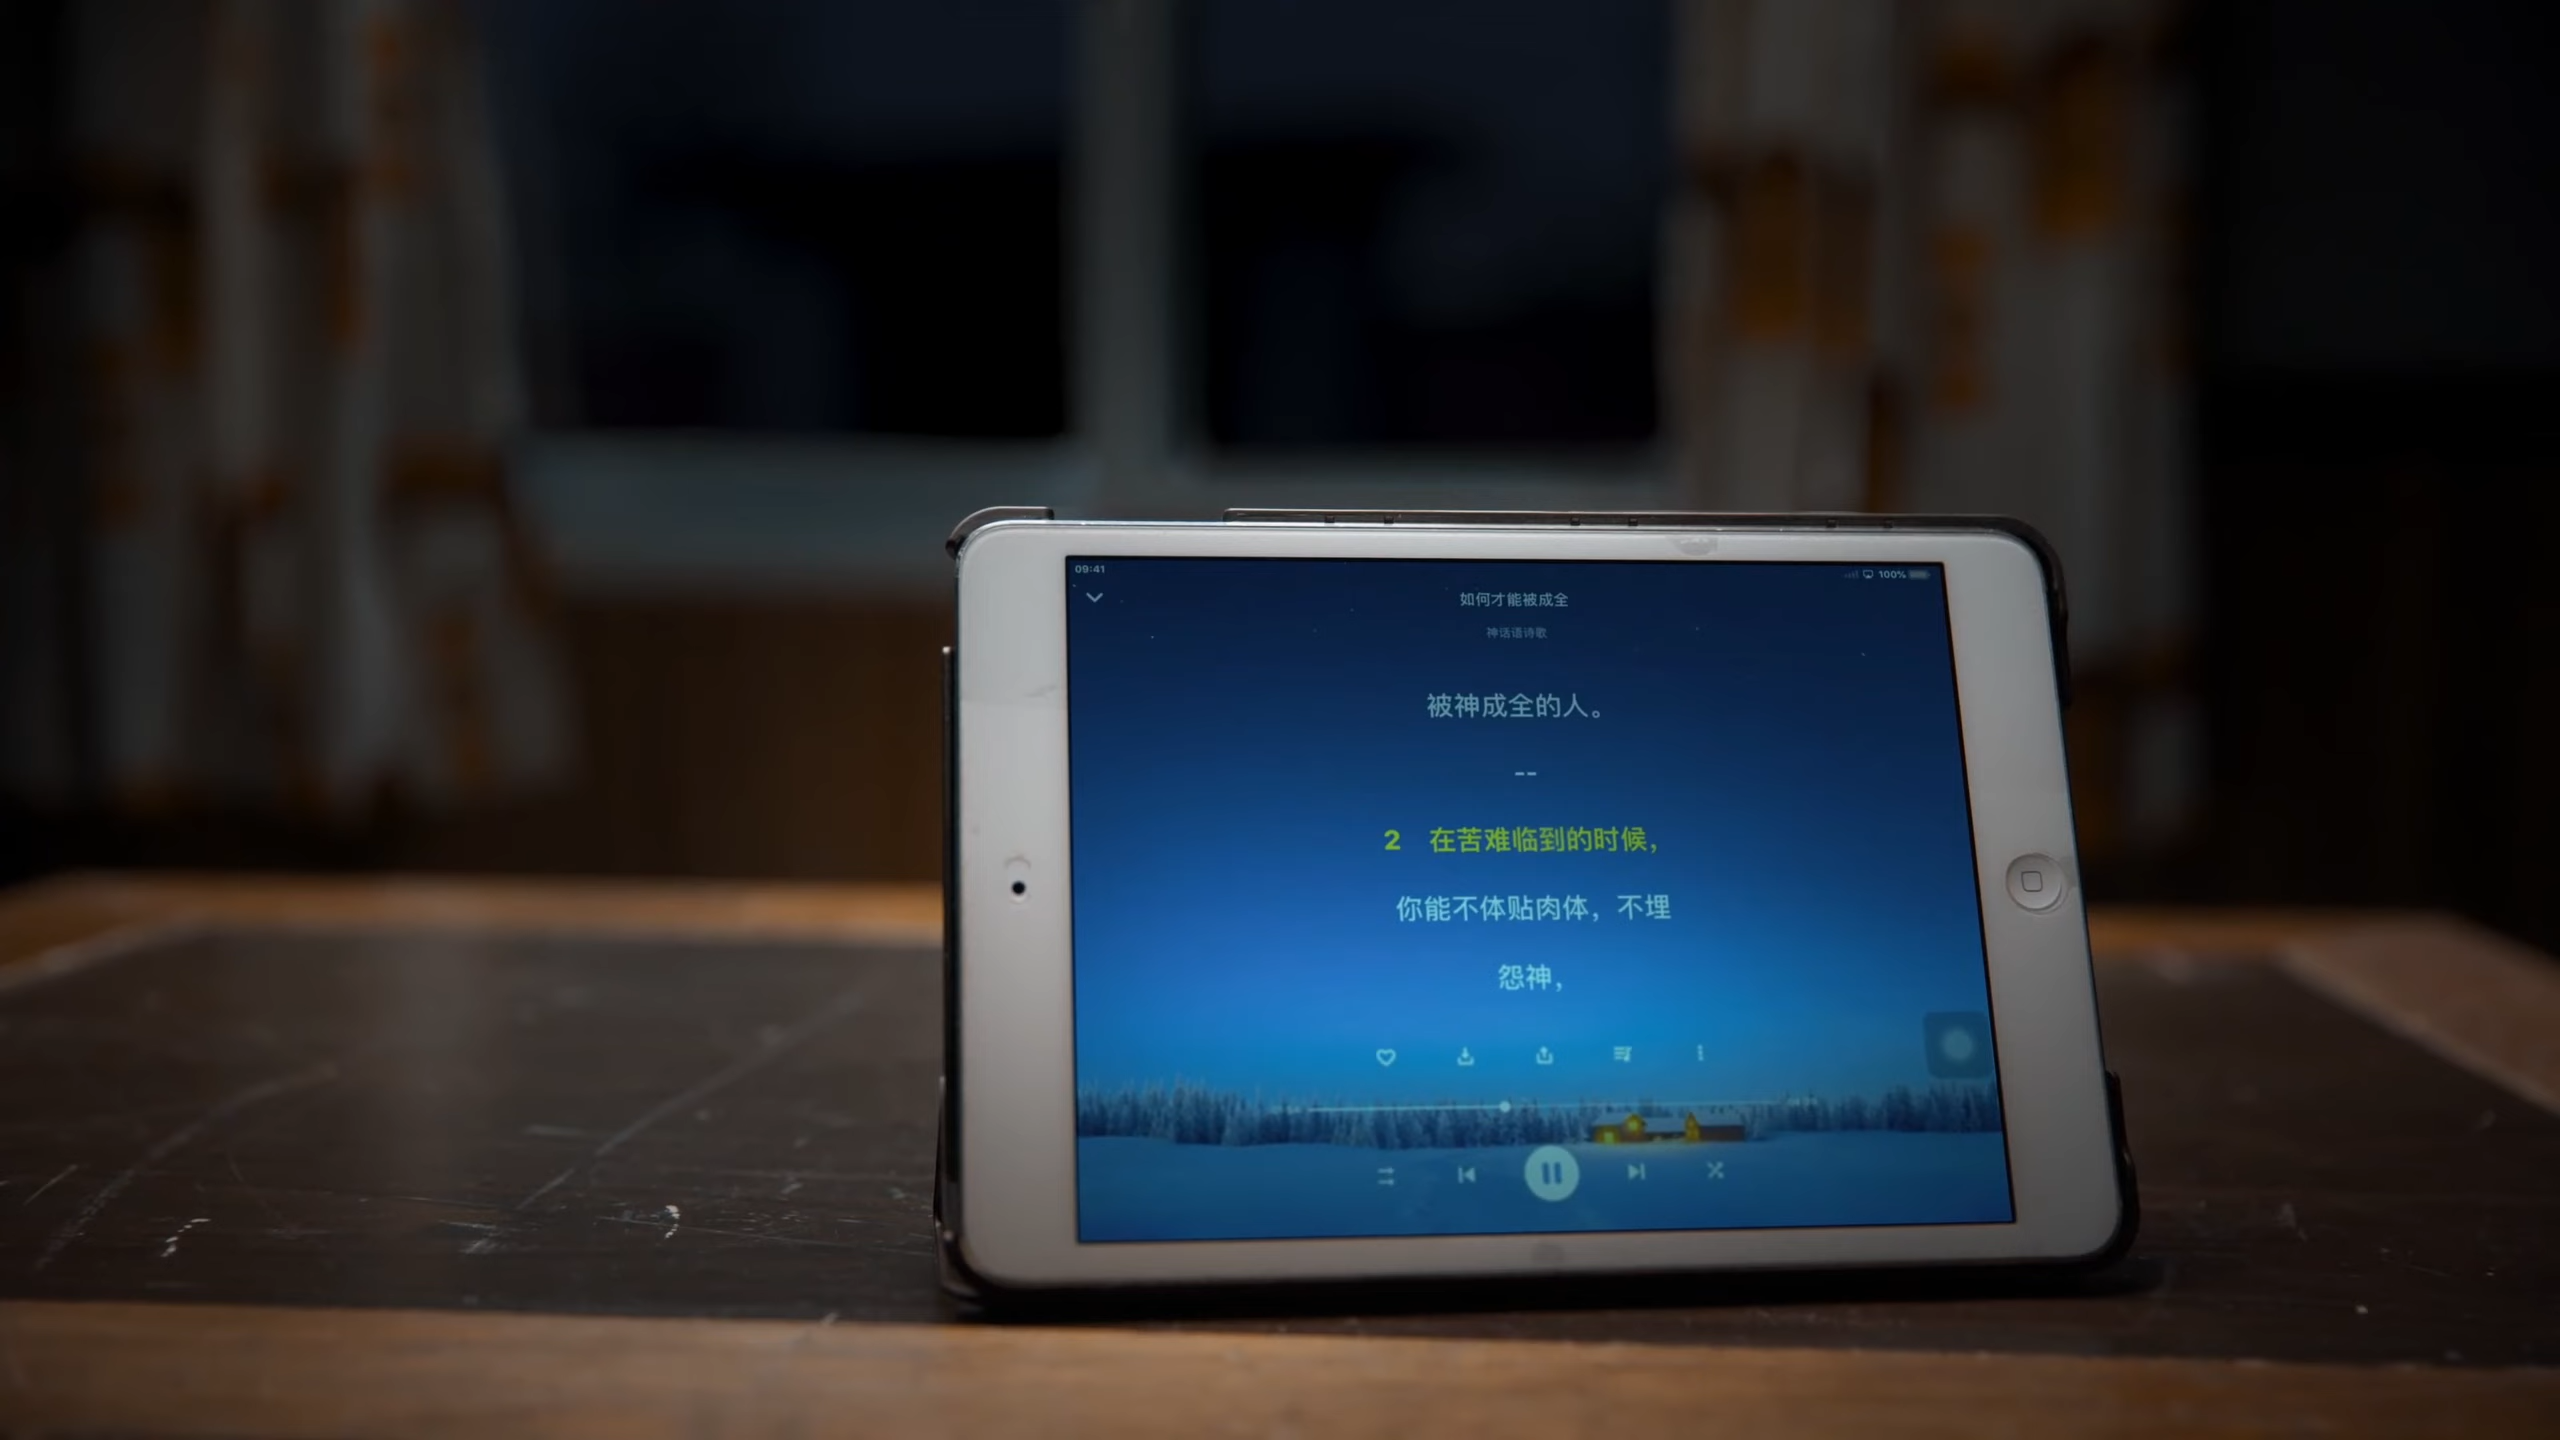 09:41
100%
如何才能被成全
神话语诗歌
被神成全的人。
--
2 在苦难临到的时候，
你能不体贴肉体，不埋
怨神，